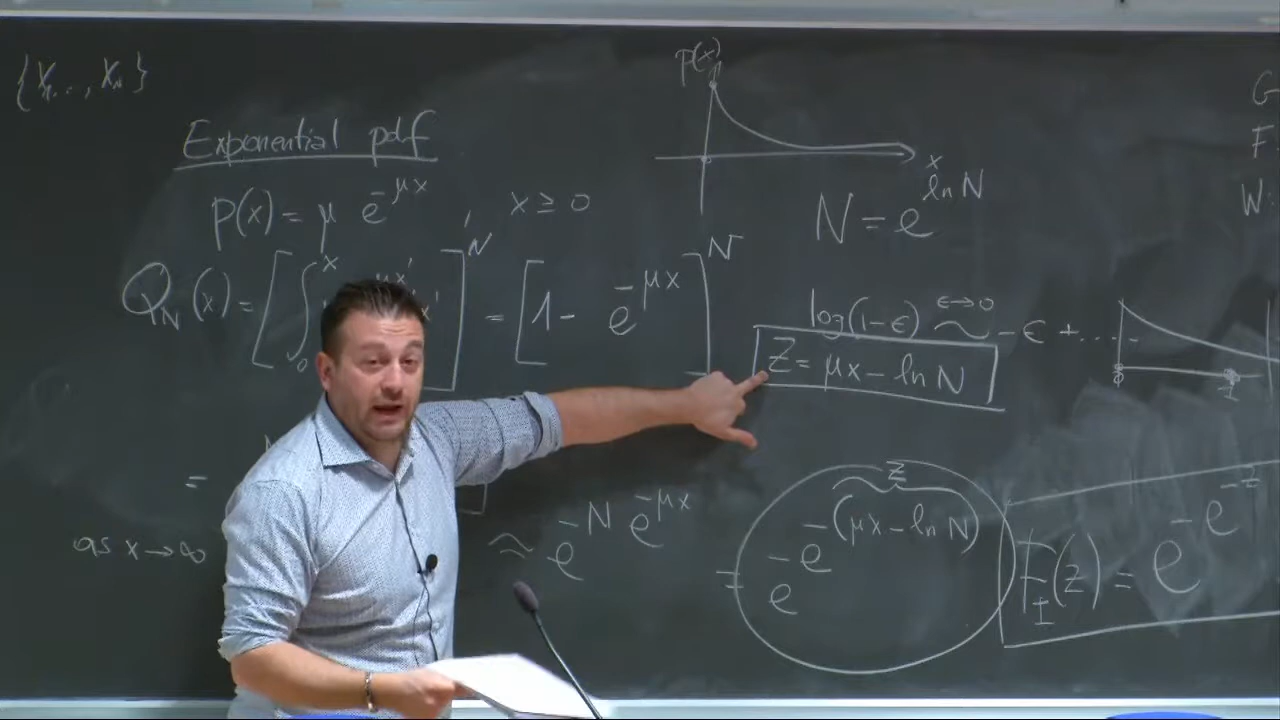 {X₁..., X_N}
Exponential pdf
p(x) = μ e^{-μx} , x ≥ 0
Q_N(x) = [∫₀^x
]^N = [1 - e^{-μx}]^N
=
as x→∞
≈ e^{-N e^{-μx}}
= e^{-e^{-(μx - ln N)}}
z
p(x)
x
N = e^{ln N}
log(1-ε) ~ -ε + ....
ε→0
z = μx - ln N
F_I(z) = e^{-e^{-z}}
G
F
W: